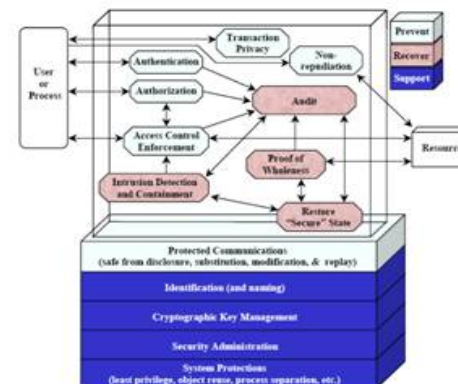 Transaction
Privacy
Non-
repudiation
Prevent
Recover
Support
User
or
Process
Authentication
Authorization
Audit
Access Control
Enforcement
Proof of
Wholeness
Resource
Intrusion Detection
and Containment
Restore
"Secure" State
Protected Communications
(safe from disclosure, substitution, modification, & replay)
Identification (and naming)
Cryptographic Key Management
Security Administration
System Protections
(least privilege, object reuse, process separation, etc.)